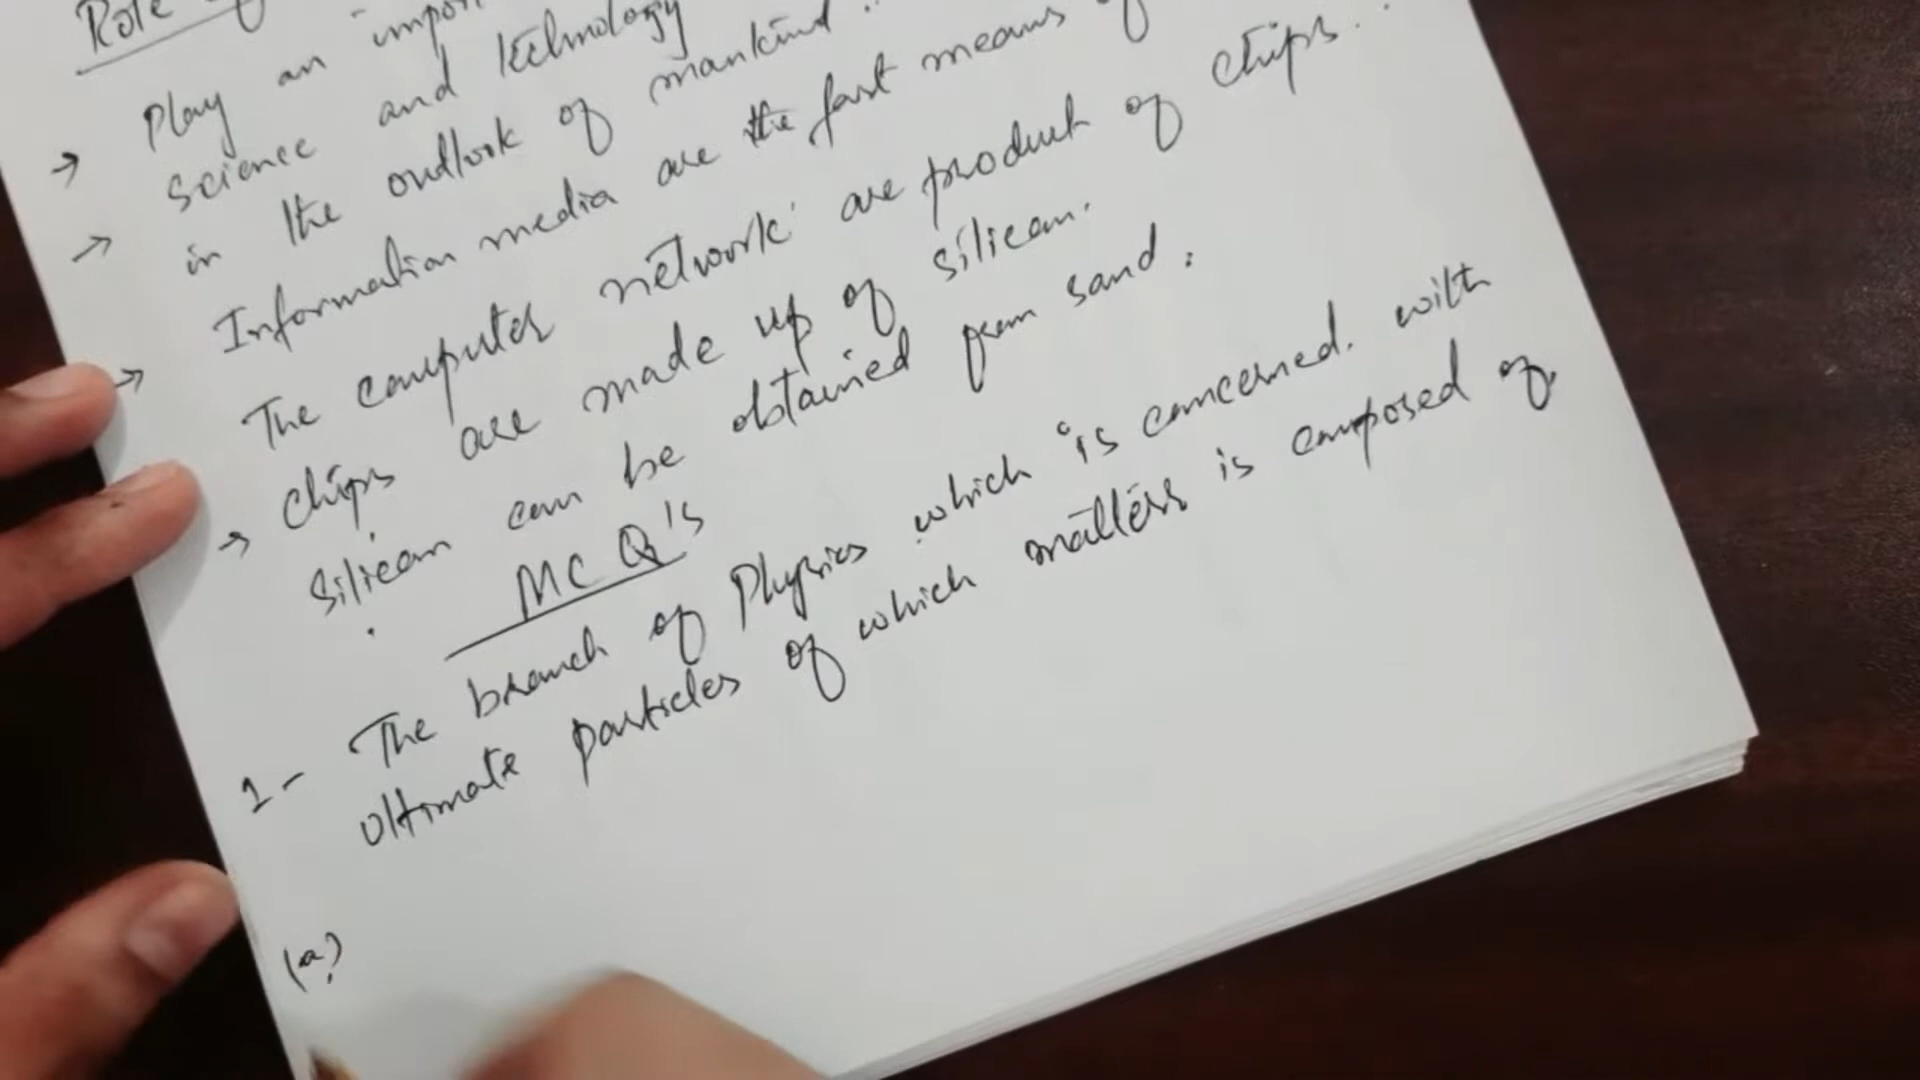 Role
→ Play an impor
science and technology
→ in the outlook of mankind..
Information media are the fast means of
→ The computer network are product of chips..
chips are made up of silicon.
→ Silicon can be obtained from sand.
MCQ's
1- The branch of Physics which is concerned. with
ultimate particles of which matters is composed of.
(a)